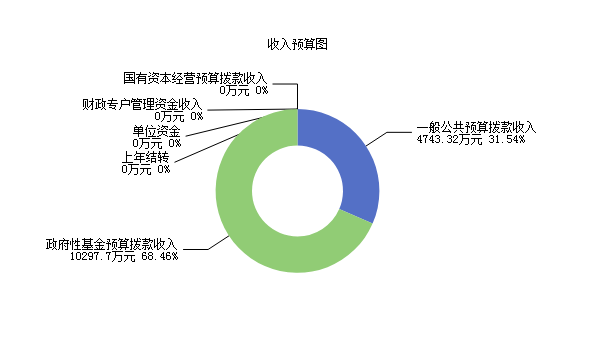 收入预算图
国有资本经营预算拨款收入
0万元 0%
财政专户管理资金收入
0万元 0%
单位资金
0万元 0%
上年结转
0万元 0%
一般公共预算拨款收入
4743.32万元 31.54%
政府性基金预算拨款收入
10297.7万元 68.46%